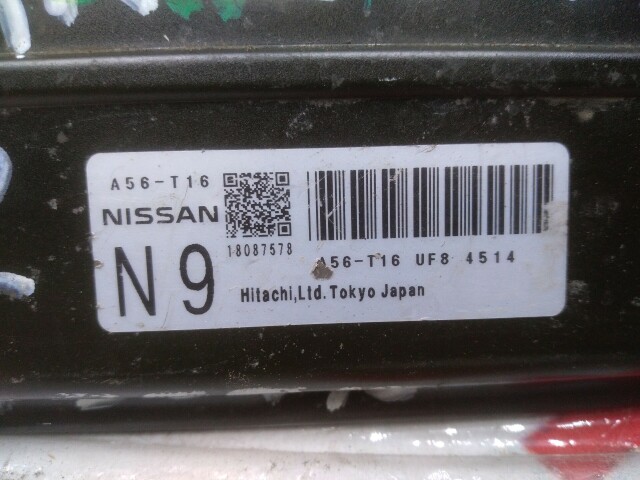 A56-T16
NISSAN
N9
18087578
A56-T16 UF8 4514
Hitachi,Ltd.Tokyo Japan